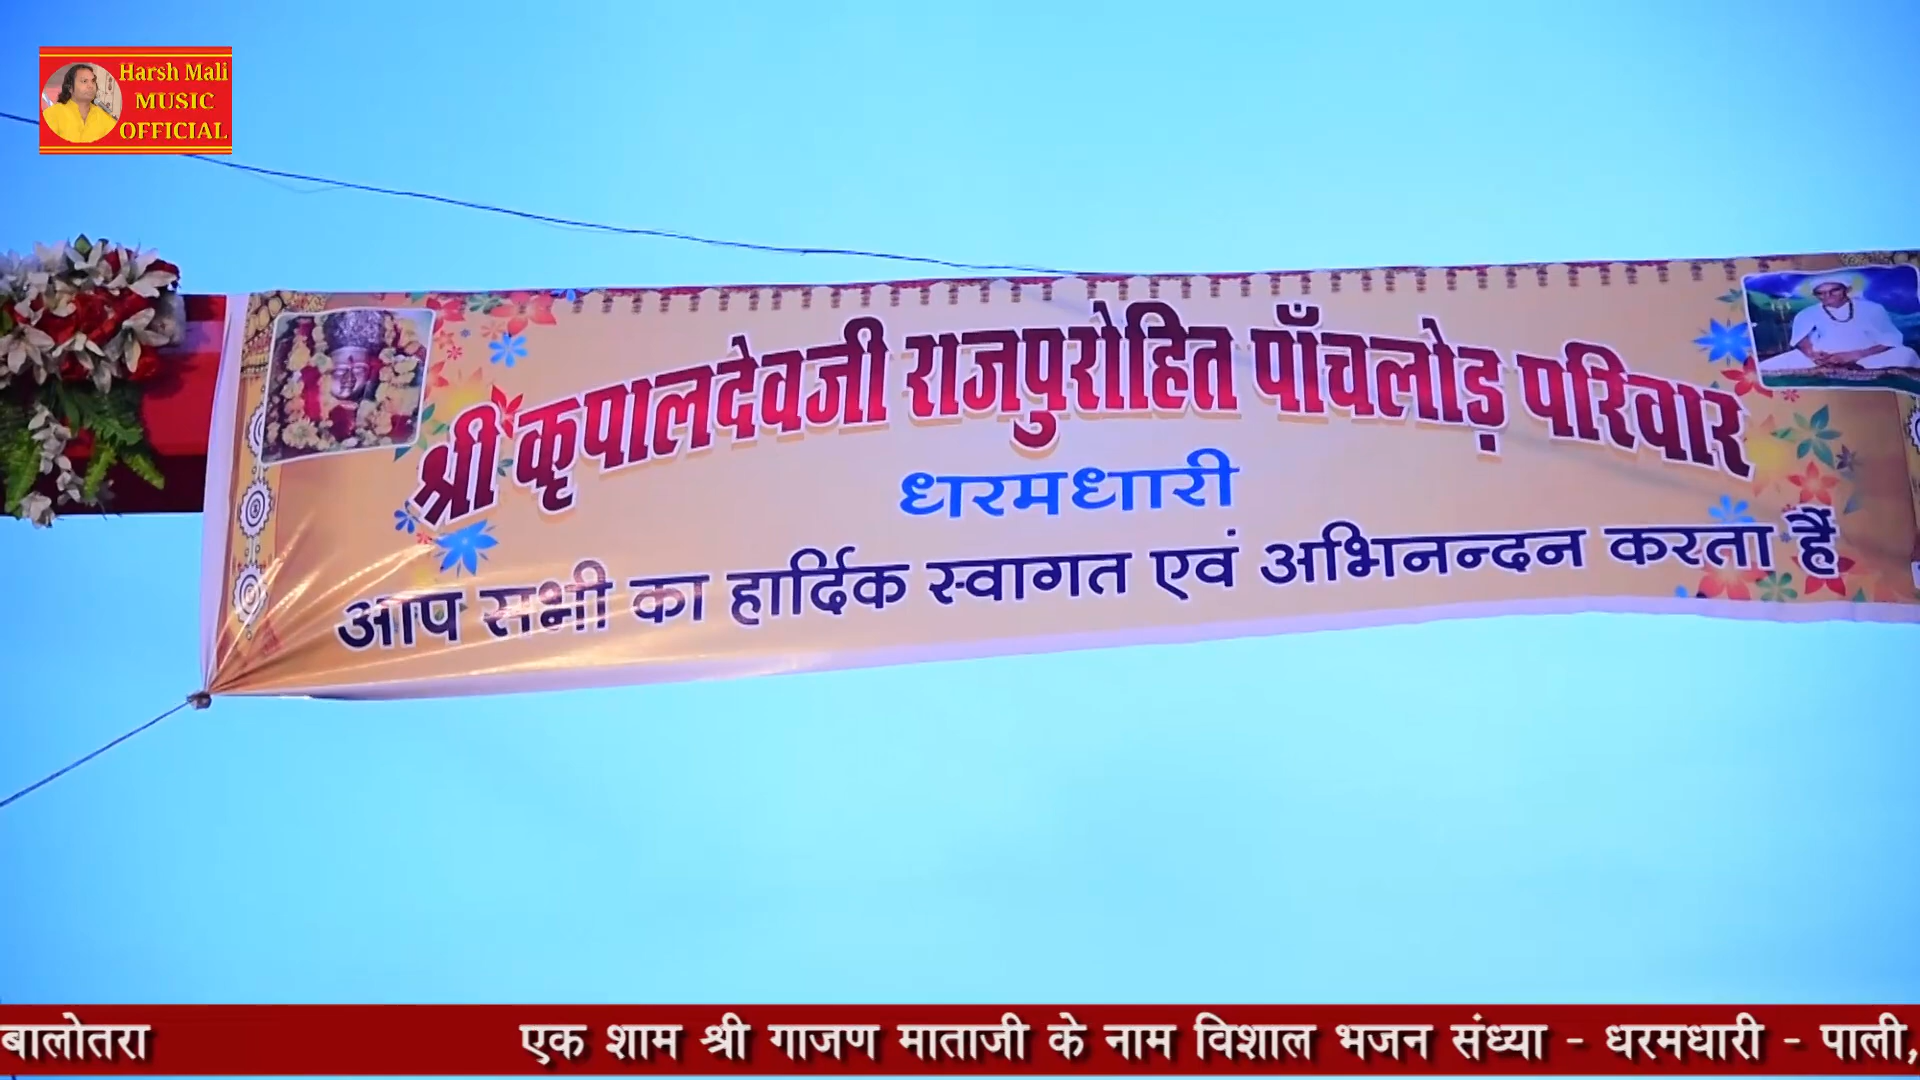 Harsh Mali
MUSIC
OFFICIAL
श्री कृपालदेवजी राजपुरोहित पाँचलोड़ परिवार
धरमधारी
आप सभी का हार्दिक स्वागत एवं अभिनन्दन करता हैं
बालोतरा एक शाम श्री गाजण माताजी के नाम विशाल भजन संध्या - धरमधारी - पाली,